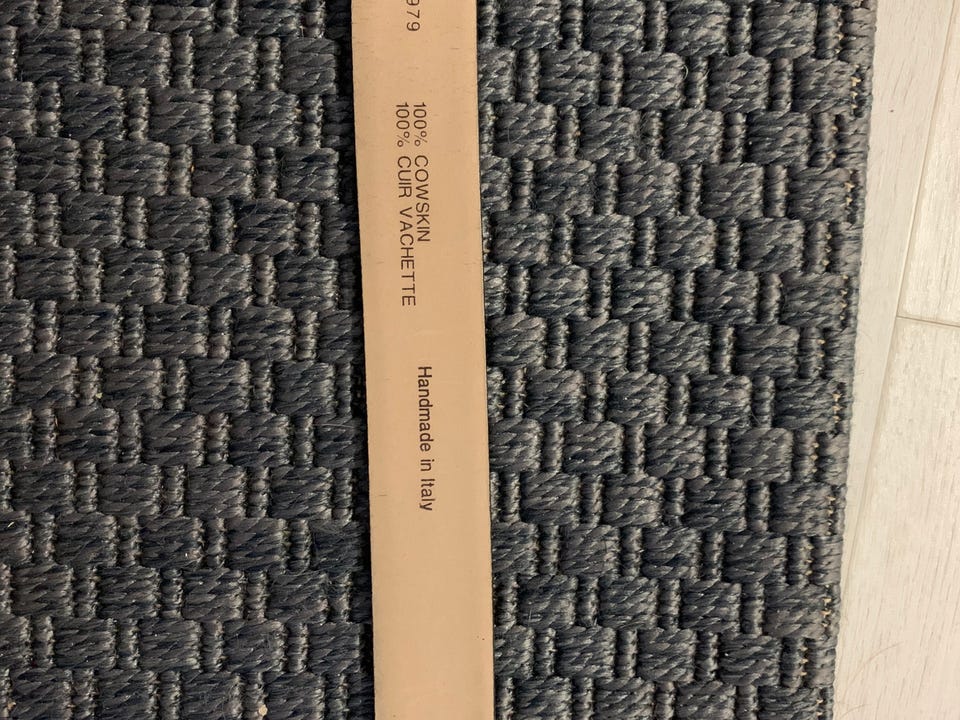 979
100% COWSKIN
100% CUIR VACHETTE
Handmade in Italy